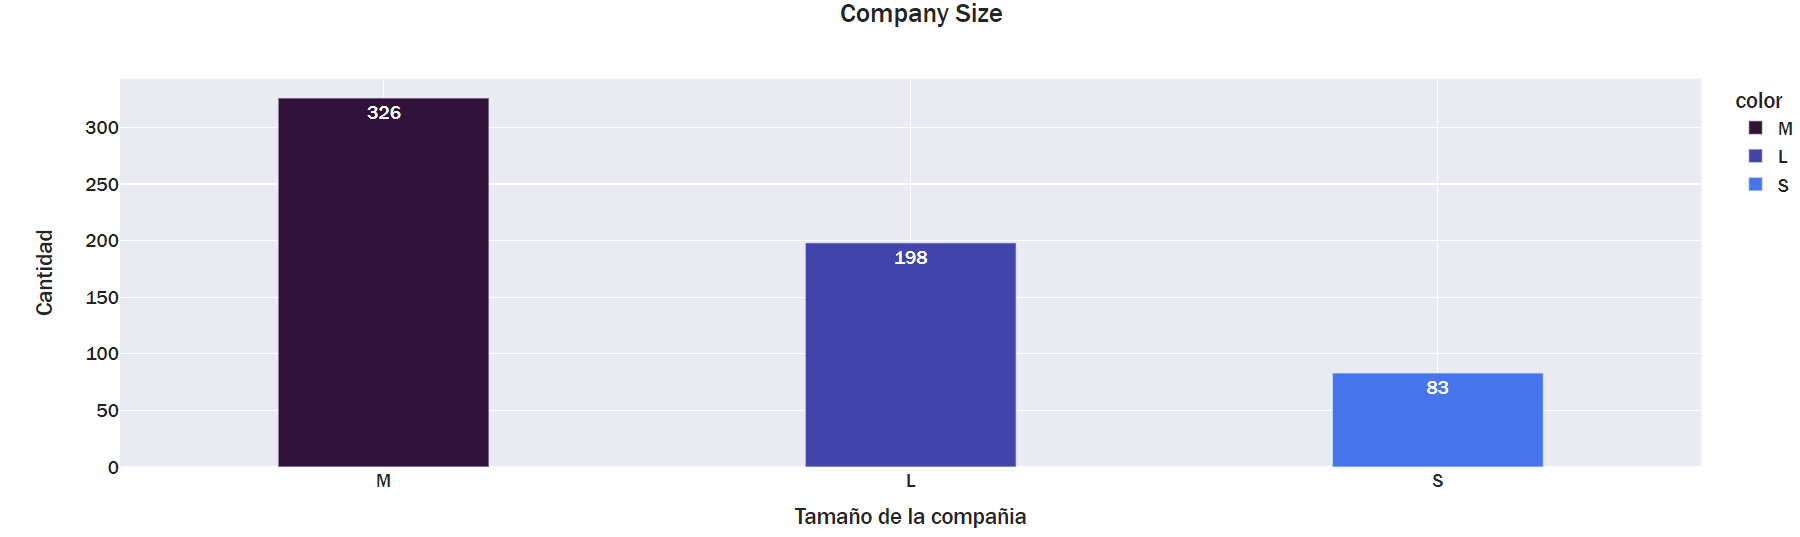 Company Size
326
198
83
300
250
200
150
100
50
0
Cantidad
M
L
S
Tamaño de la compañia
color
M
L
S